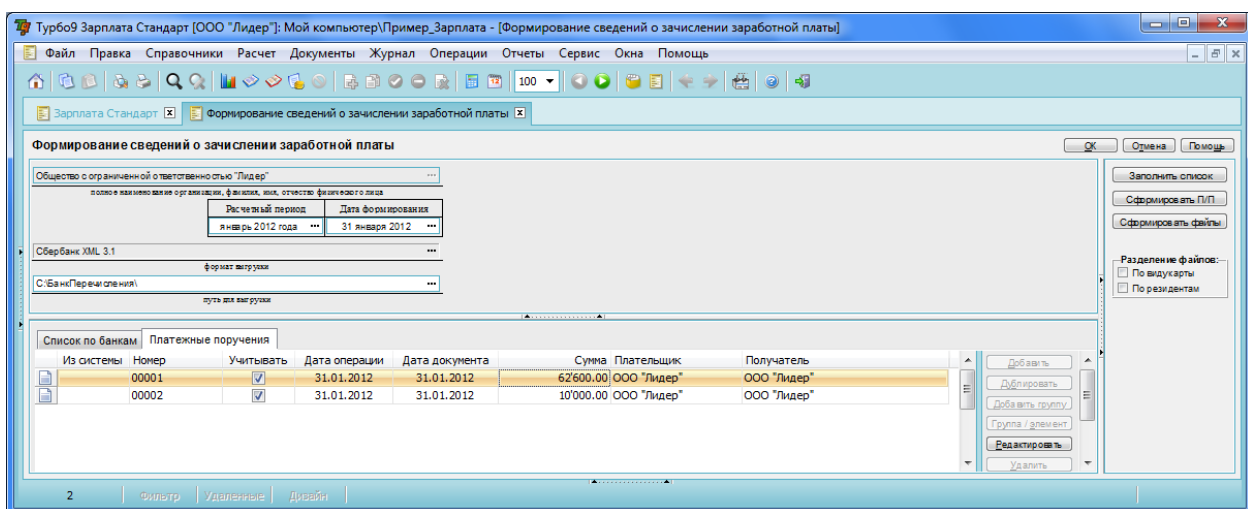 Турбо9 Зарплата Стандарт [ООО "Лидер"]: Мой компьютер\Пример_Зарплата - [Формирование сведений о зачислении заработной платы]
Файл Правка Справочники Расчет Документы Журнал Операции Отчеты Сервис Окна Помощь
100
Зарплата Стандарт Формирование сведений о зачислении заработной платы
Формирование сведений о зачислении заработной платы ОК Отмена Помощь
Общество с ограниченной ответственностью "Лидер" ... Заполнить список
полное наименование организации, фамилия, имя, отчество физического лица
Расчетный период Дата формирования Сформировать П/П
январь 2012 года ... 31 января 2012 ... Сформировать файлы
Сбербанк XML 3.1 ...
формат выгрузки Разделение файлов:
По виду карты
С:\БанкПеречисления\ ... По резидентам
путь для выгрузки
Список по банкам Платежные поручения
Из системы Номер Учитывать Дата операции Дата документа Сумма Плательщик Получатель Добавить
00001 31.01.2012 31.01.2012 62'600.00 ООО "Лидер" ООО "Лидер" Дублировать
00002 31.01.2012 31.01.2012 10'000.00 ООО "Лидер" ООО "Лидер" Добавить группу
Группа / элемент
Редактировать
Удалить
2 Фильтр Удаленные Дизайн